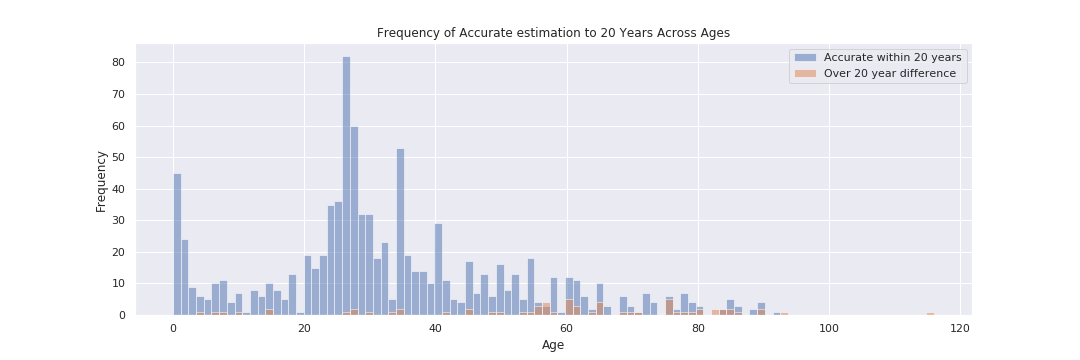 Frequency of Accurate estimation to 20 Years Across Ages
Accurate within 20 years
Over 20 year difference
Frequency
80
70
60
50
40
30
20
10
0
0 20 40 60 80 100 120
Age